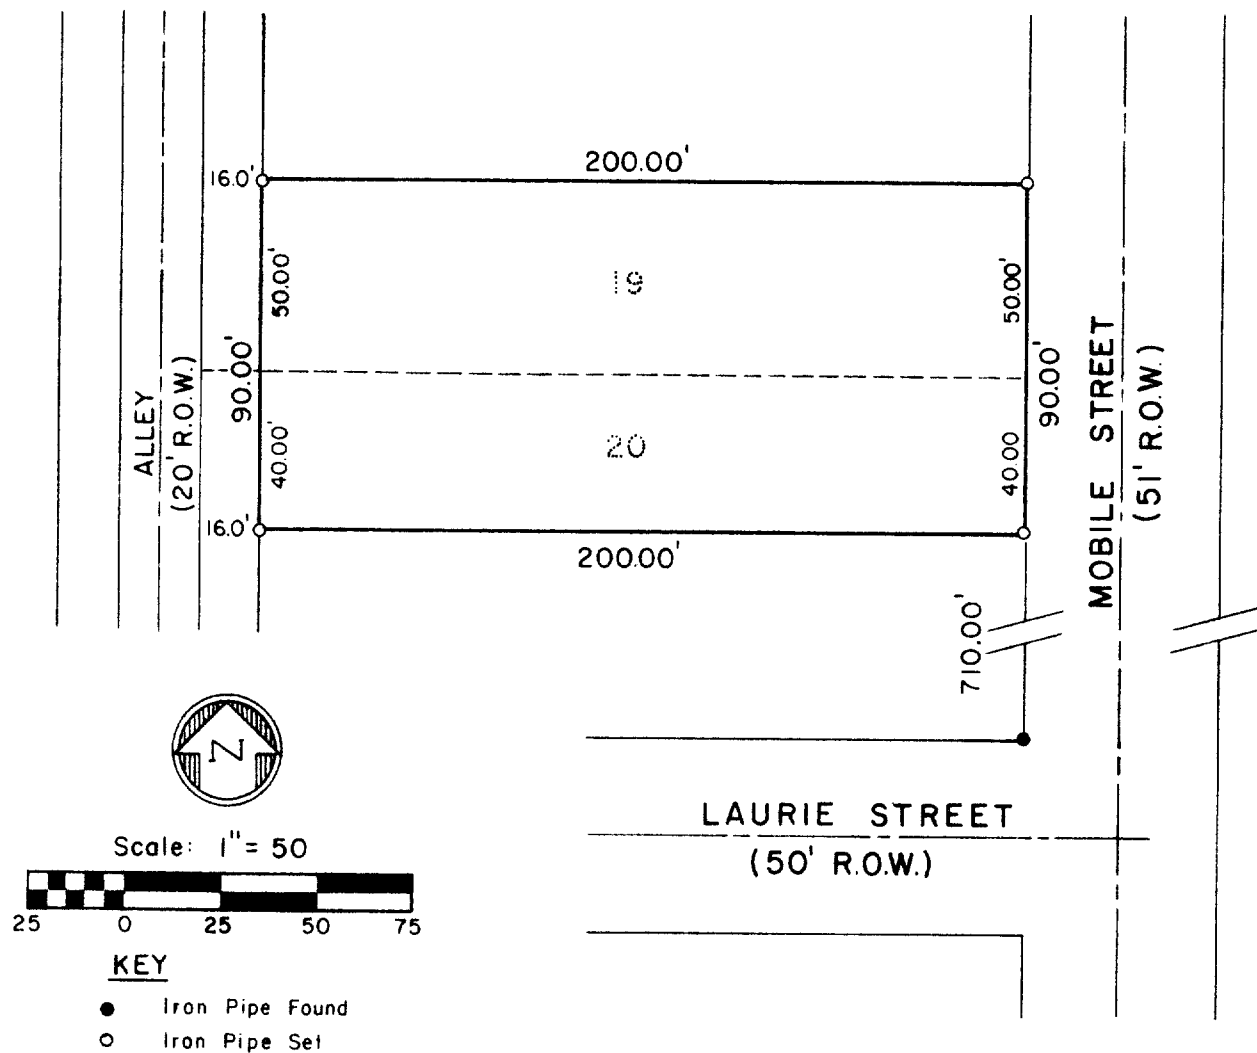 200.00'
16.0'
50.00'
19
50.00'
90.00'
90.00'
ALLEY
(20' R.O.W.)
MOBILE STREET
(51' R.O.W.)
40.00'
20
40.00
16.0'
200.00'
710.00'
N
LAURIE STREET
(50' R.O.W.)
Scale: 1" = 50
25 0 25 50 75
KEY
Iron Pipe Found
Iron Pipe Set